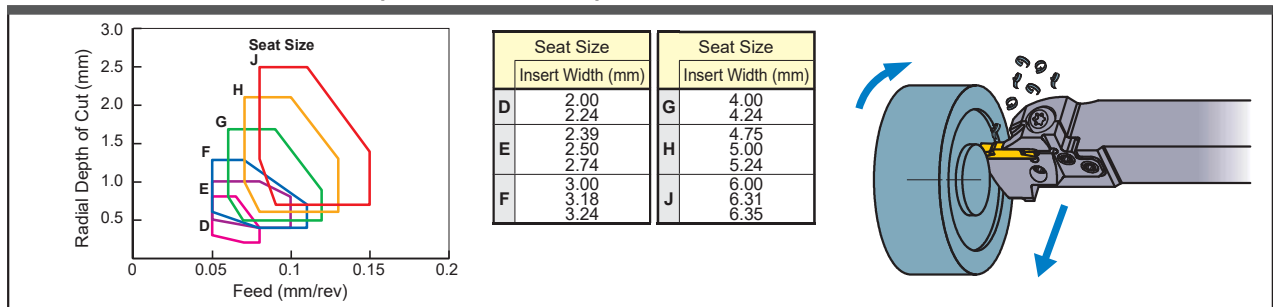 3.0
2.5
2.0
1.5
1.0
0.5
0
0.05
0.1
0.15
0.2
Radial Depth of Cut (mm)
Feed (mm/rev)
Seat Size
J
H
G
F
E
D
Seat Size
Insert Width (mm)
D
2.00
2.24
E
2.39
2.50
2.74
F
3.00
3.18
3.24
Seat Size
Insert Width (mm)
G
4.00
4.24
H
4.75
5.00
5.24
J
6.00
6.31
6.35